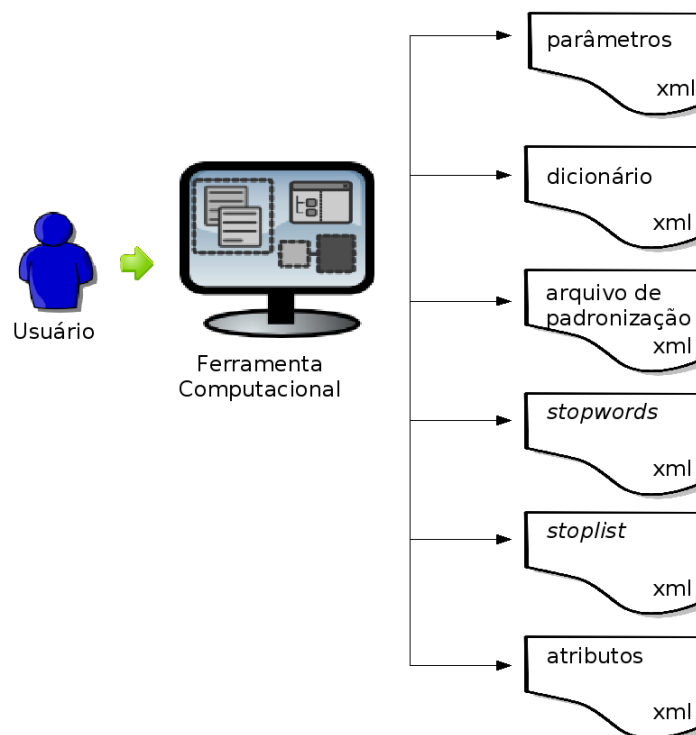 parâmetros
xml
dicionário
xml
arquivo de
padronização
xml
Usuário
Ferramenta
Computacional
stopwords
xml
stoplist
xml
atributos
xml